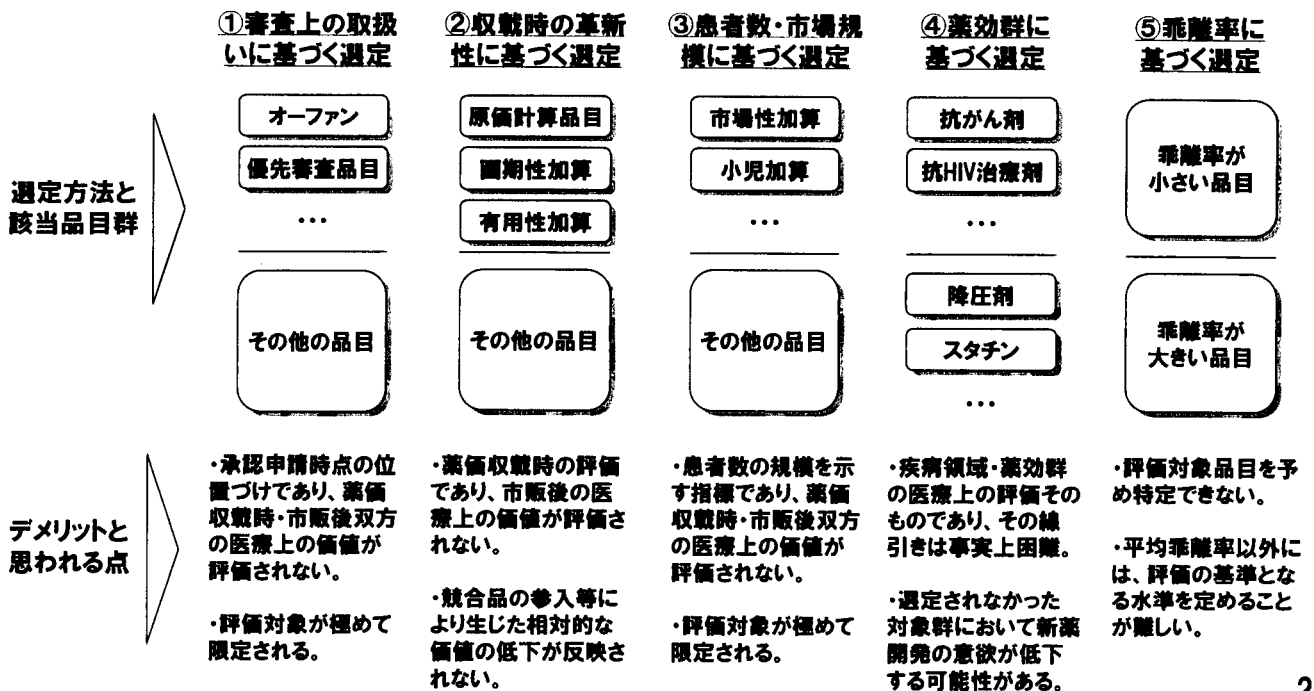 ①審査上の取扱
いに基づく選定
②収載時の革新
性に基づく選定
③患者数・市場規
模に基づく選定
④薬効群に
基づく選定
⑤乖離率に
基づく選定
選定方法と
該当品目群
オーファン
優先審査品目
・・・
その他の品目
原価計算品目
画期性加算
有用性加算
その他の品目
市場性加算
小児加算
・・・
その他の品目
抗がん剤
抗HIV治療剤
・・・
降圧剤
スタチン
・・・
乖離率が
小さい品目
乖離率が
大きい品目
デメリットと
思われる点
・承認申請時点の位
置づけであり、薬価
収載時・市販後双方
の医療上の価値が
評価されない。
・評価対象が極めて
限定される。
・薬価収載時の評価
であり、市販後の医
療上の価値が評価さ
れない。
・競合品の参入等に
より生じた相対的な
価値の低下が反映さ
れない。
・患者数の規模を示
す指標であり、薬価
収載時・市販後双方
の医療上の価値が
評価されない。
・評価対象が極めて
限定される。
・疾病領域・薬効群
の医療上の評価その
ものであり、その線
引きは事実上困難。
・選定されなかった
対象群において新薬
開発の意欲が低下
する可能性がある。
・評価対象品目を予
め特定できない。
・平均乖離率以外に
は、評価の基準とな
る水準を定めること
が難しい。
2